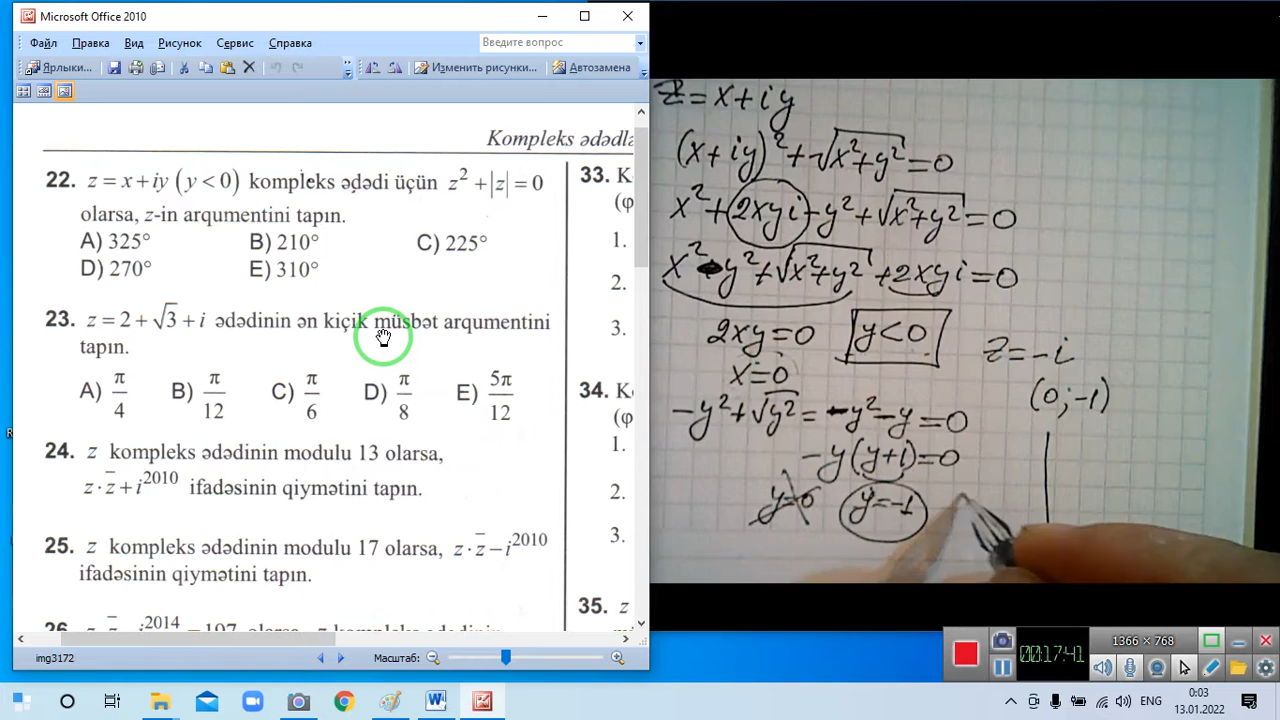 Microsoft Office 2010
Файл Правка Вид Рисунок Сервис Справка
Введите вопрос
Ярлыки...
Изменить рисунки...
Автозамена
Kompleks ədədlə
22. z = x + iy (y < 0) kompleks ədədi üçün z² + |z| = 0
olarsa, z-in arqumentini tapın.
A) 325° B) 210° C) 225°
D) 270° E) 310°
23. z = 2 + √3 + i ədədinin ən kiçik müsbət arqumentini
tapın.
A) π/4 B) π/12 C) π/6 D) π/8 E) 5π/12
24. z kompleks ədədinin modulu 13 olarsa,
z · z̄ + i²⁰¹⁰ ifadəsinin qiymətini tapın.
25. z kompleks ədədinin modulu 17 olarsa, z · z̄ − i²⁰¹⁰
ifadəsinin qiymətini tapın.
33. K
(φ
1.
2.
3.
34. K
(φ
1.
2.
3.
35. z
img3172
Масштаб:
z = x + iy
(x + iy)² + √x²+y² = 0
x² + 2xyi − y² + √x²+y² = 0
x² − y² + √x²+y² + 2xyi = 0
2xy = 0 y < 0 z = −i
x = 0 (0; −1)
−y² + √y² = −y² − y = 0
−y(y+1) = 0
y = 0 y = −1
00:17:41
1366 x 768
ENG
0:03
13.01.2022